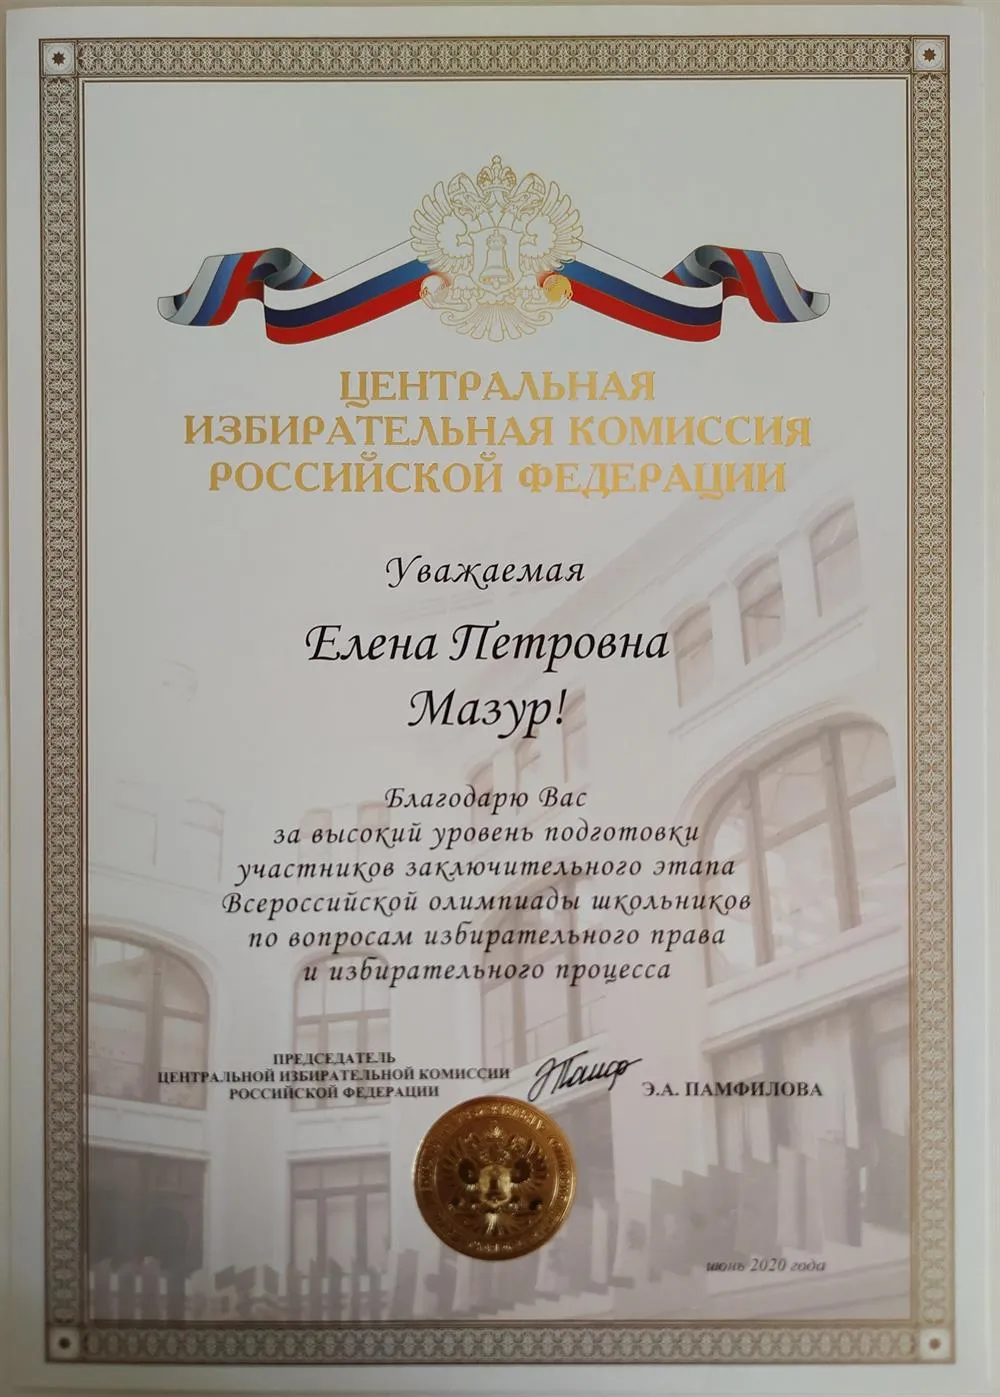 ЦЕНТРАЛЬНАЯ
ИЗБИРАТЕЛЬНАЯ КОМИССИЯ
РОССИЙСКОЙ ФЕДЕРАЦИИ
Уважаемая
Елена Петровна
Мазур!
Благодарю Вас
за высокий уровень подготовки
участников заключительного этапа
Всероссийской олимпиады школьников
по вопросам избирательного права
и избирательного процесса
ПРЕДСЕДАТЕЛЬ
ЦЕНТРАЛЬНОЙ ИЗБИРАТЕЛЬНОЙ КОМИССИИ
РОССИЙСКОЙ ФЕДЕРАЦИИ
Э.А. ПАМФИЛОВА
июнь 2020 года